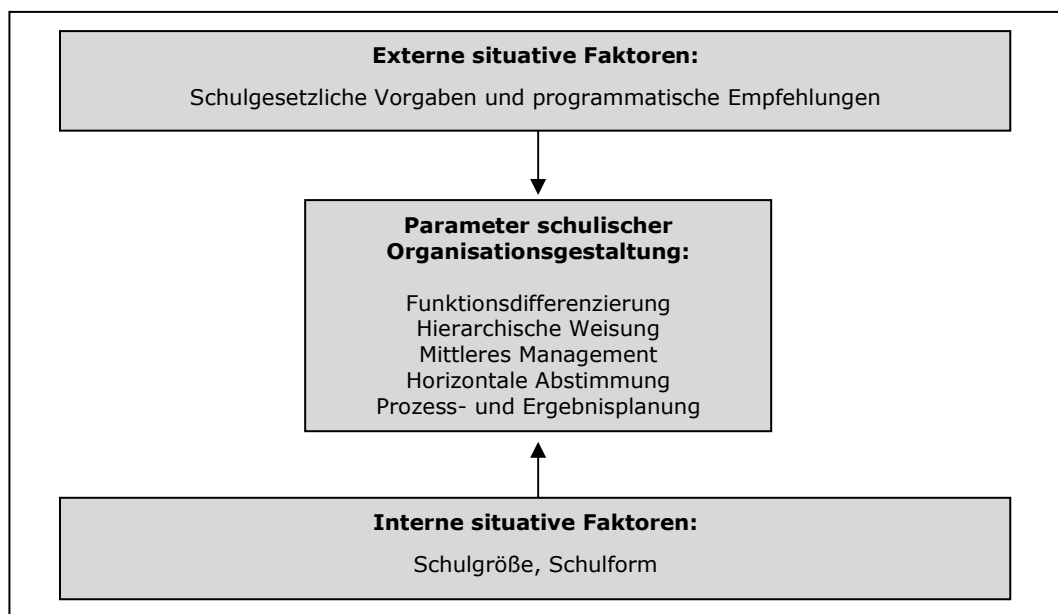 Externe situative Faktoren:
Schulgesetzliche Vorgaben und programmatische Empfehlungen
Parameter schulischer
Organisationsgestaltung:
Funktionsdifferenzierung
Hierarchische Weisung
Mittleres Management
Horizontale Abstimmung
Prozess- und Ergebnisplanung
Interne situative Faktoren:
Schulgröße, Schulform